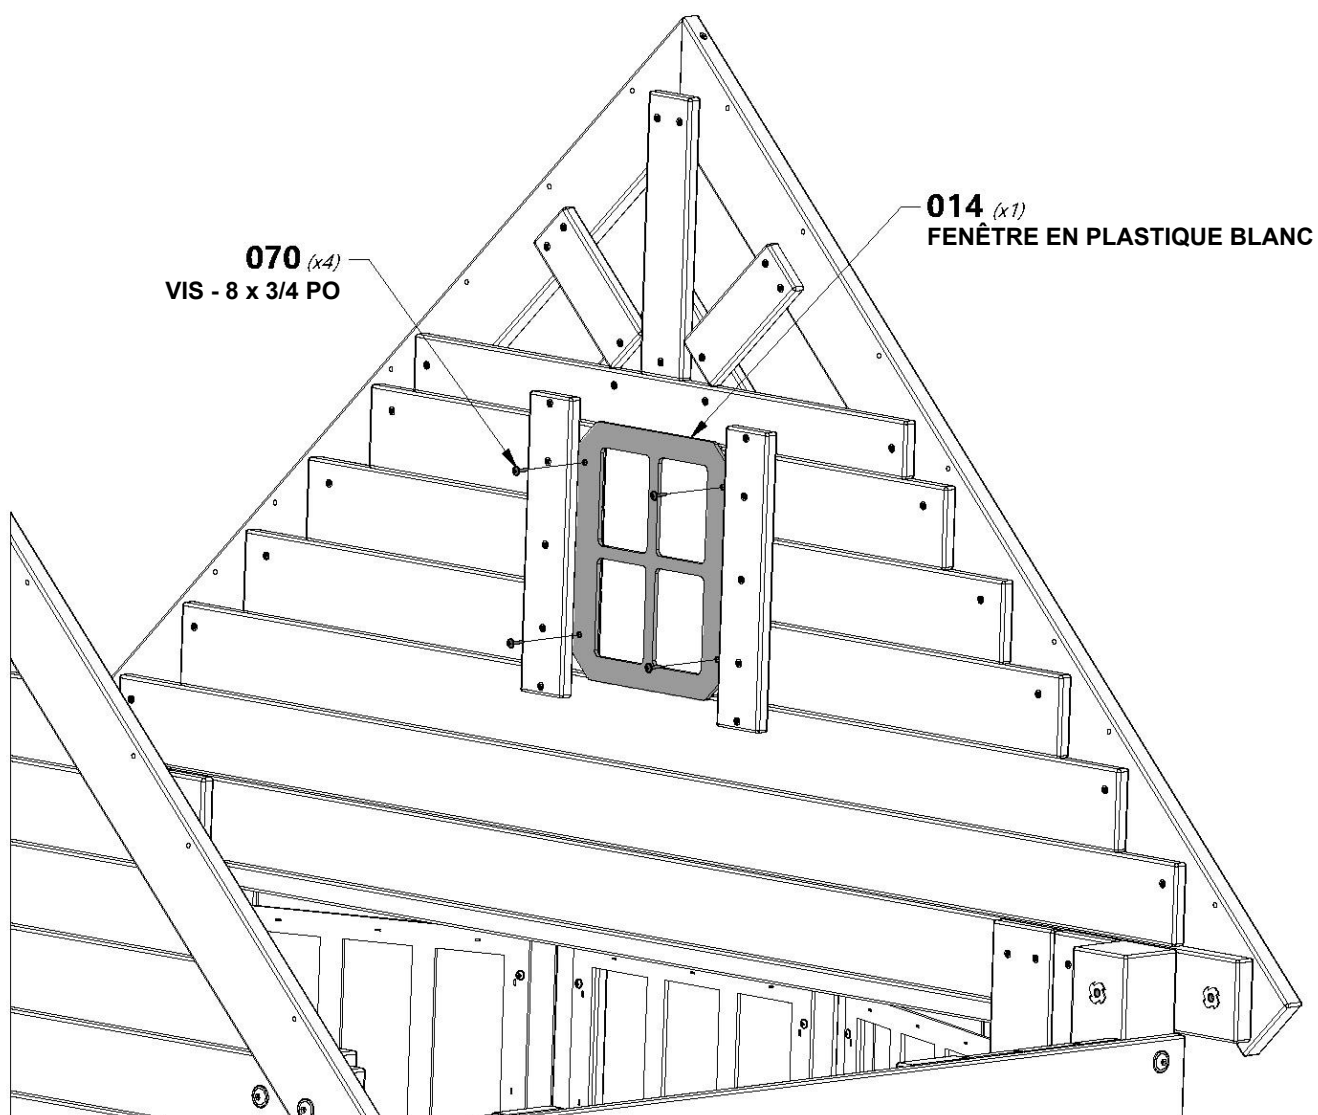 014 (x1)
FENÊTRE EN PLASTIQUE BLANC
070 (x4)
VIS - 8 x 3/4 PO